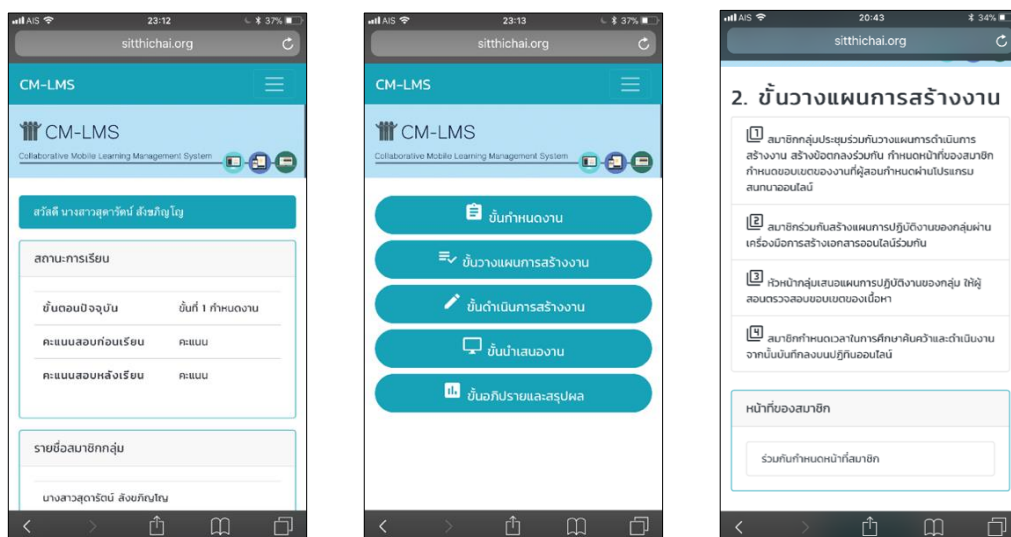 AIS 23:12 37%
sitthichai.org
CM-LMS
CM-LMS
Collaborative Mobile Learning Management System
สวัสดี นางสาวสุดารัตน์ สังขภิญโญ
สถานะการเรียน
ขั้นตอนปัจจุบัน ขั้นที่ 1 กำหนดงาน
คะแนนสอบก่อนเรียน คะแนน
คะแนนสอบหลังเรียน คะแนน
รายชื่อสมาชิกกลุ่ม
นางสาวสุดารัตน์ สังขภิญโญ
AIS 23:13 37%
sitthichai.org
CM-LMS
CM-LMS
Collaborative Mobile Learning Management System
ขั้นกำหนดงาน
ขั้นวางแผนการสร้างงาน
ขั้นดำเนินการสร้างงาน
ขั้นนำเสนองาน
ขั้นอภิปรายและสรุปผล
AIS 20:43 34%
sitthichai.org
2. ขั้นวางแผนการสร้างงาน
1 สมาชิกกลุ่มประชุมร่วมกันวางแผนการดำเนินการ
สร้างงาน สร้างข้อตกลงร่วมกัน กำหนดหน้าที่ของสมาชิก
กำหนดขอบเขตของงานที่ผู้สอนกำหนดผ่านโปรแกรม
สนทนาออนไลน์
2 สมาชิกร่วมกันสร้างแผนการปฏิบัติงานของกลุ่มผ่าน
เครื่องมือการสร้างเอกสารออนไลน์ร่วมกัน
3 หัวหน้ากลุ่มเสนอแผนการปฏิบัติงานของกลุ่ม ให้ผู้
สอนตรวจสอบขอบเขตของเนื้อหา
4 สมาชิกกำหนดเวลาในการศึกษาค้นคว้าและดำเนินงาน
จากนั้นบันทึกลงบนปฏิทินออนไลน์
หน้าที่ของสมาชิก
ร่วมกันกำหนดหน้าที่สมาชิก